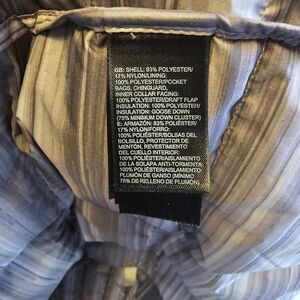 GB: SHELL: 83% POLYESTER/
17% NYLON/LINING:
100% POLYESTER/POCKET
BAGS, CHINGUARD,
INNER COLLAR FACING:
100% POLYESTER/DRAFT FLAP
INSULATION: 100% POLYESTER/
INSULATION: GOOSE DOWN
(75% MINIMUM DOWN CLUSTER)
E: ARMAZÓN: 83% POLIÉSTER/
17% NYLON/FORRO:
100% POLIÉSTER/BOLSAS DEL
BOLSILLO, PROTECTOR DE
MENTÓN, REVESTIMIENTO
DEL CUELLO INTERIOR:
100% POLIÉSTER/AISLAMIENTO
DE LA SOLAPA ANTI-TORMENTA:
100% POLIÉSTER/AISLAMIENTO:
PLUMÓN DE GANSO (MÍNIMO
75% DE RELLENO DE PLUMÓN)